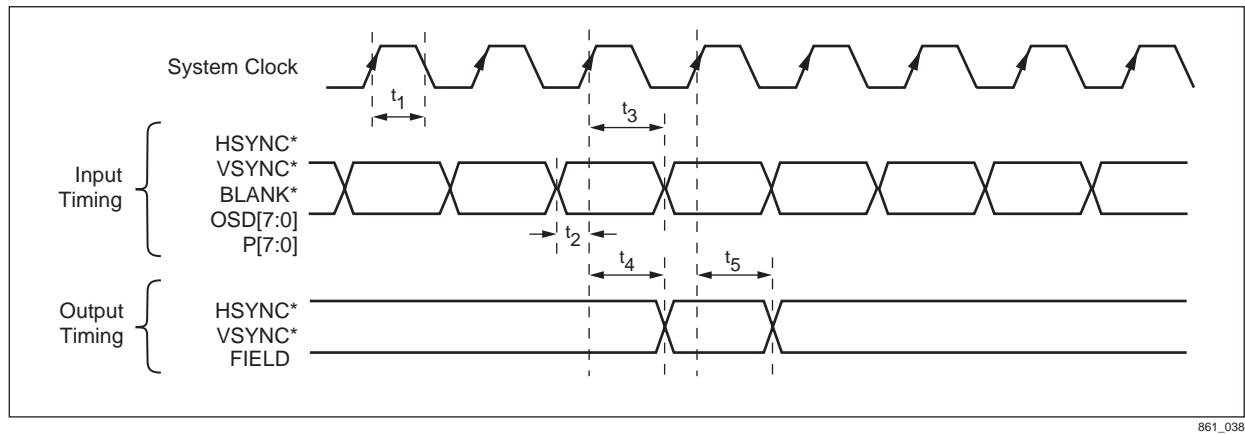 System Clock
t1
t3
Input
Timing
HSYNC*
VSYNC*
BLANK*
OSD[7:0]
P[7:0]
t2
t4
t5
Output
Timing
HSYNC*
VSYNC*
FIELD
861_038